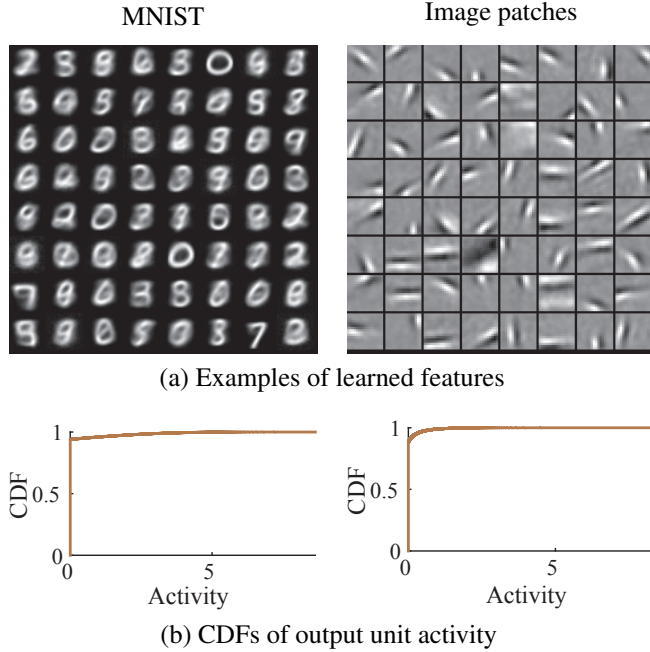 MNIST Image patches
(a) Examples of learned features
1 1
CDF 0.5 CDF 0.5
0 0
0 5 0 5
Activity Activity
(b) CDFs of output unit activity